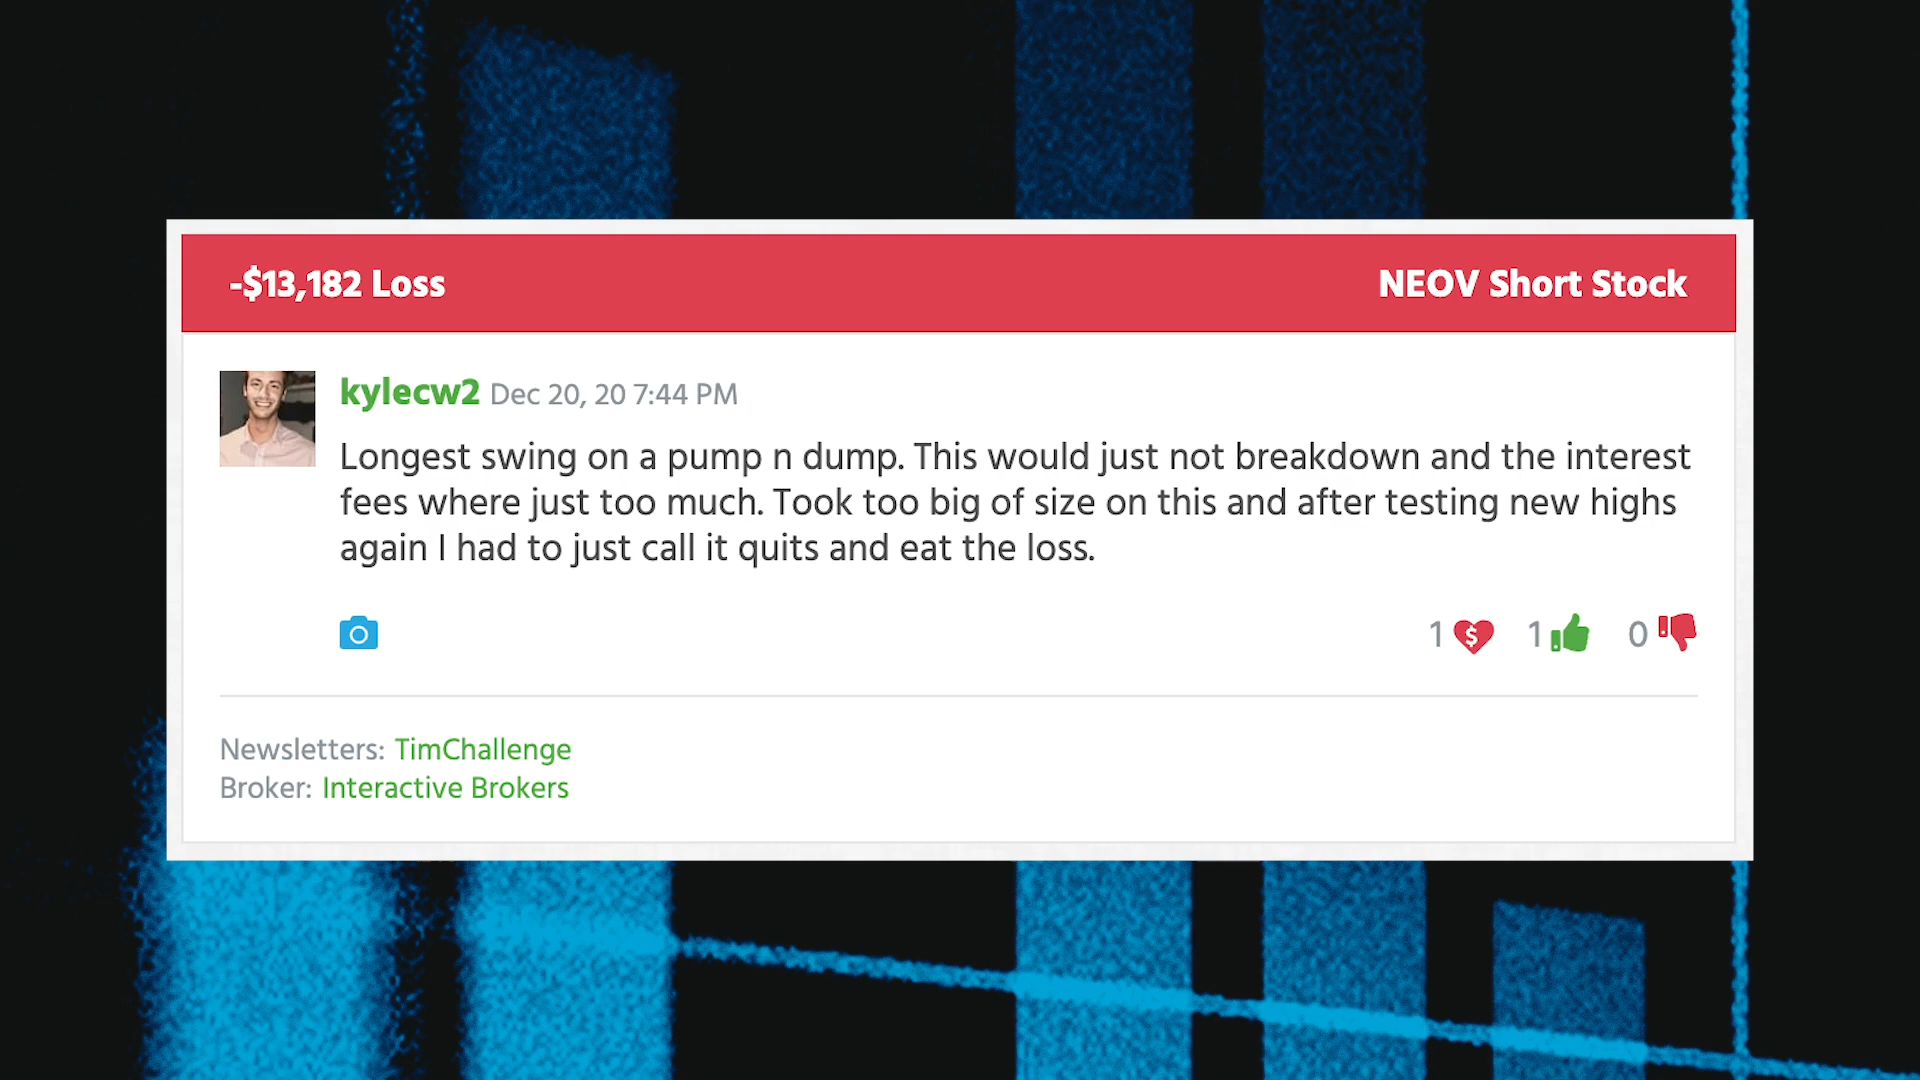 -$13,182 Loss
NEOV Short Stock
kylecw2 Dec 20, 20 7:44 PM
Longest swing on a pump n dump. This would just not breakdown and the interest
fees where just too much. Took too big of size on this and after testing new highs
again I had to just call it quits and eat the loss.
1 $ 1 0
Newsletters: TimChallenge
Broker: Interactive Brokers